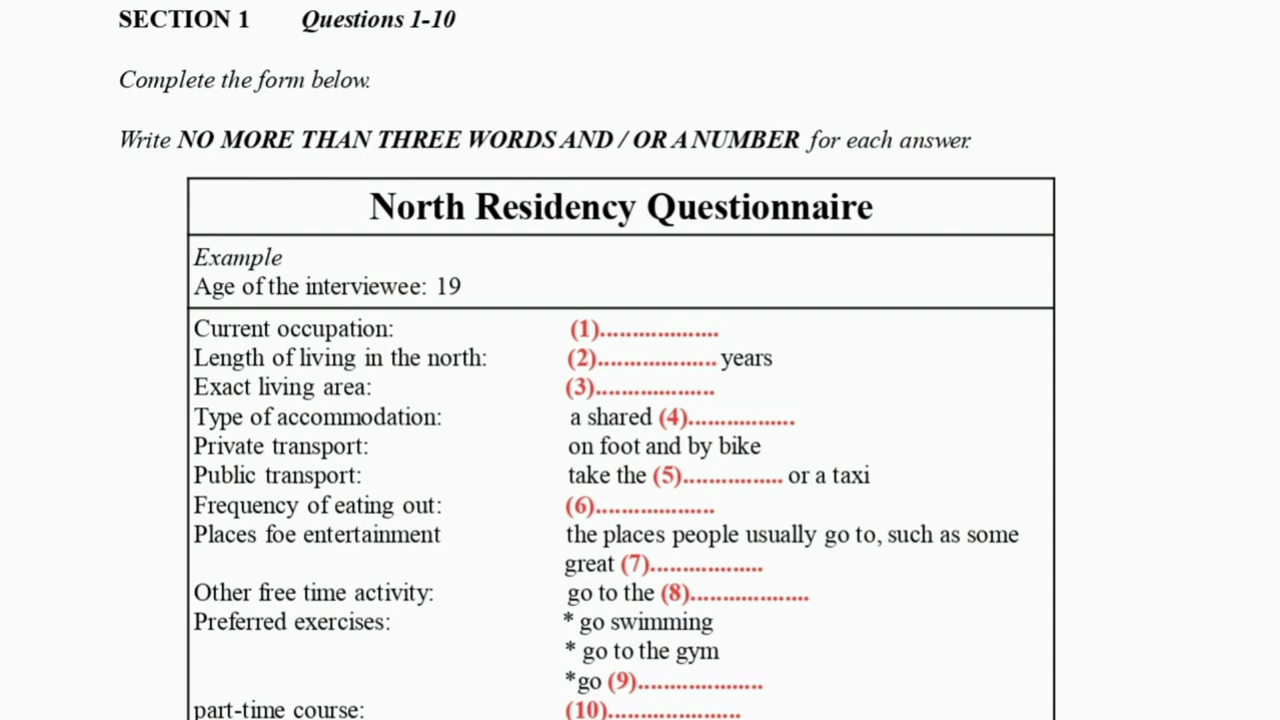 SECTION 1 Questions 1-10
Complete the form below.
Write NO MORE THAN THREE WORDS AND / OR A NUMBER for each answer.
North Residency Questionnaire
Example
Age of the interviewee: 19
Current occupation: (1)...................
Length of living in the north: (2)................... years
Exact living area: (3)...................
Type of accommodation: a shared (4).................
Private transport: on foot and by bike
Public transport: take the (5)................ or a taxi
Frequency of eating out: (6)...................
Places foe entertainment the places people usually go to, such as some
great (7)..................
Other free time activity: go to the (8)...................
Preferred exercises: * go swimming
* go to the gym
*go (9)....................
part-time course: (10).....................